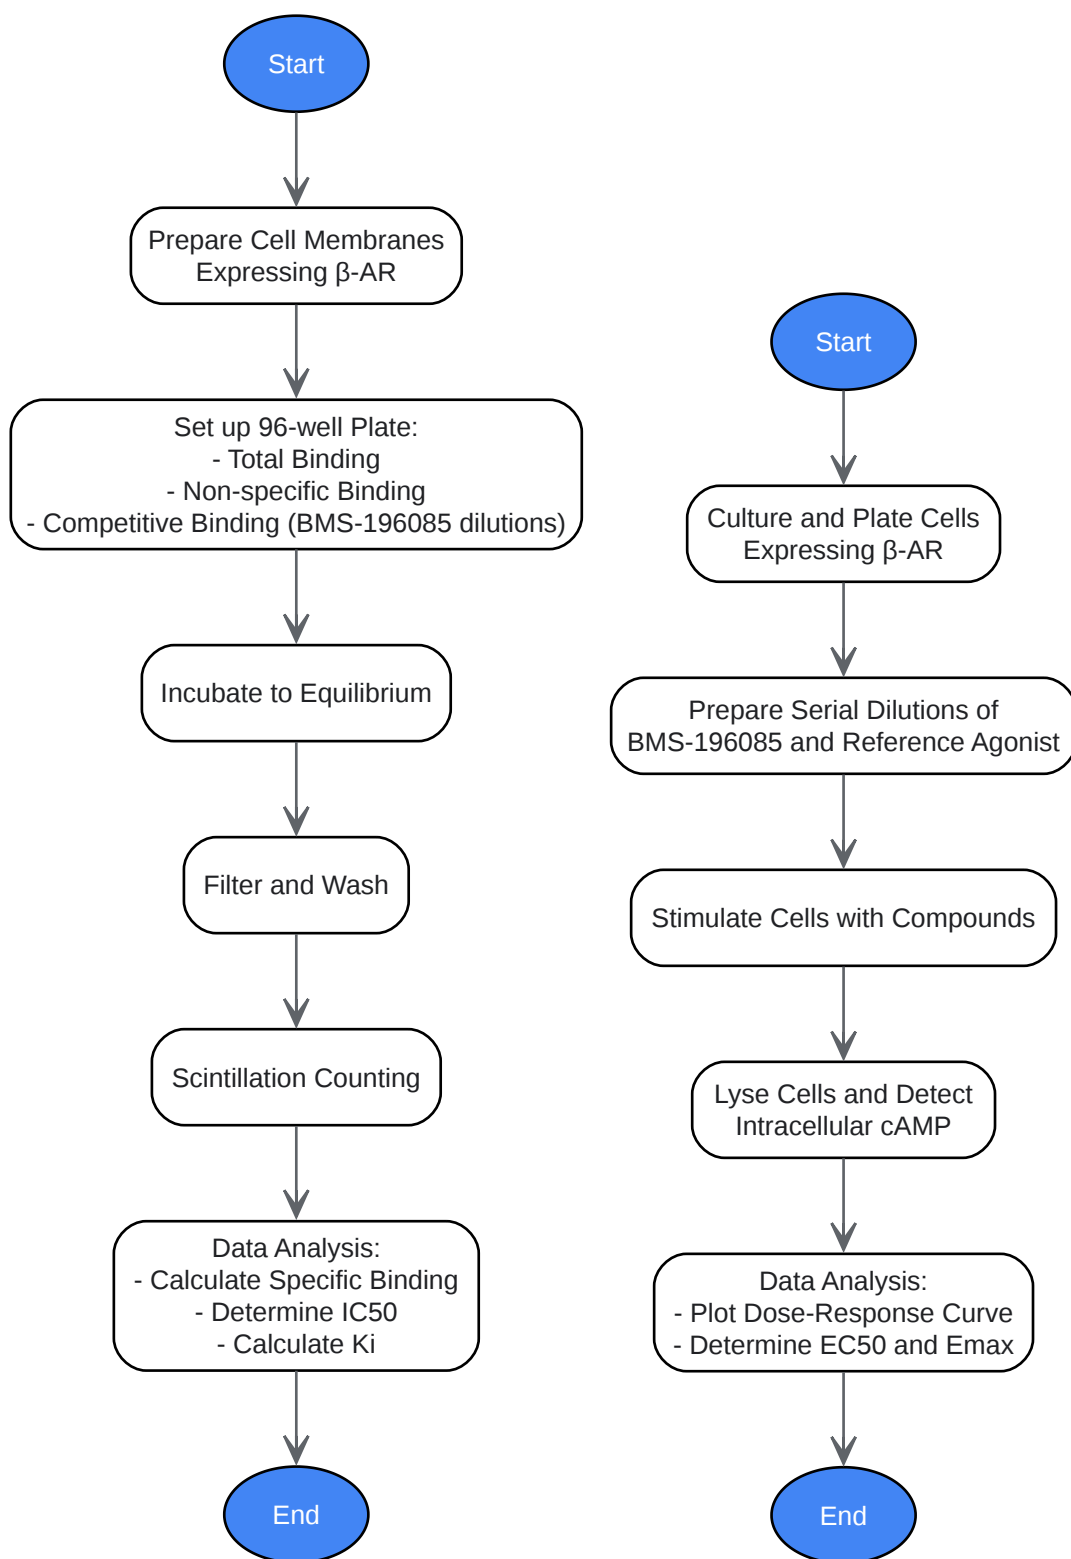 Start
Prepare Cell Membranes
Expressing β-AR
Set up 96-well Plate:
- Total Binding
- Non-specific Binding
- Competitive Binding (BMS-196085 dilutions)
Incubate to Equilibrium
Filter and Wash
Scintillation Counting
Data Analysis:
- Calculate Specific Binding
- Determine IC50
- Calculate Ki
End
Start
Culture and Plate Cells
Expressing β-AR
Prepare Serial Dilutions of
BMS-196085 and Reference Agonist
Stimulate Cells with Compounds
Lyse Cells and Detect
Intracellular cAMP
Data Analysis:
- Plot Dose-Response Curve
- Determine EC50 and Emax
End